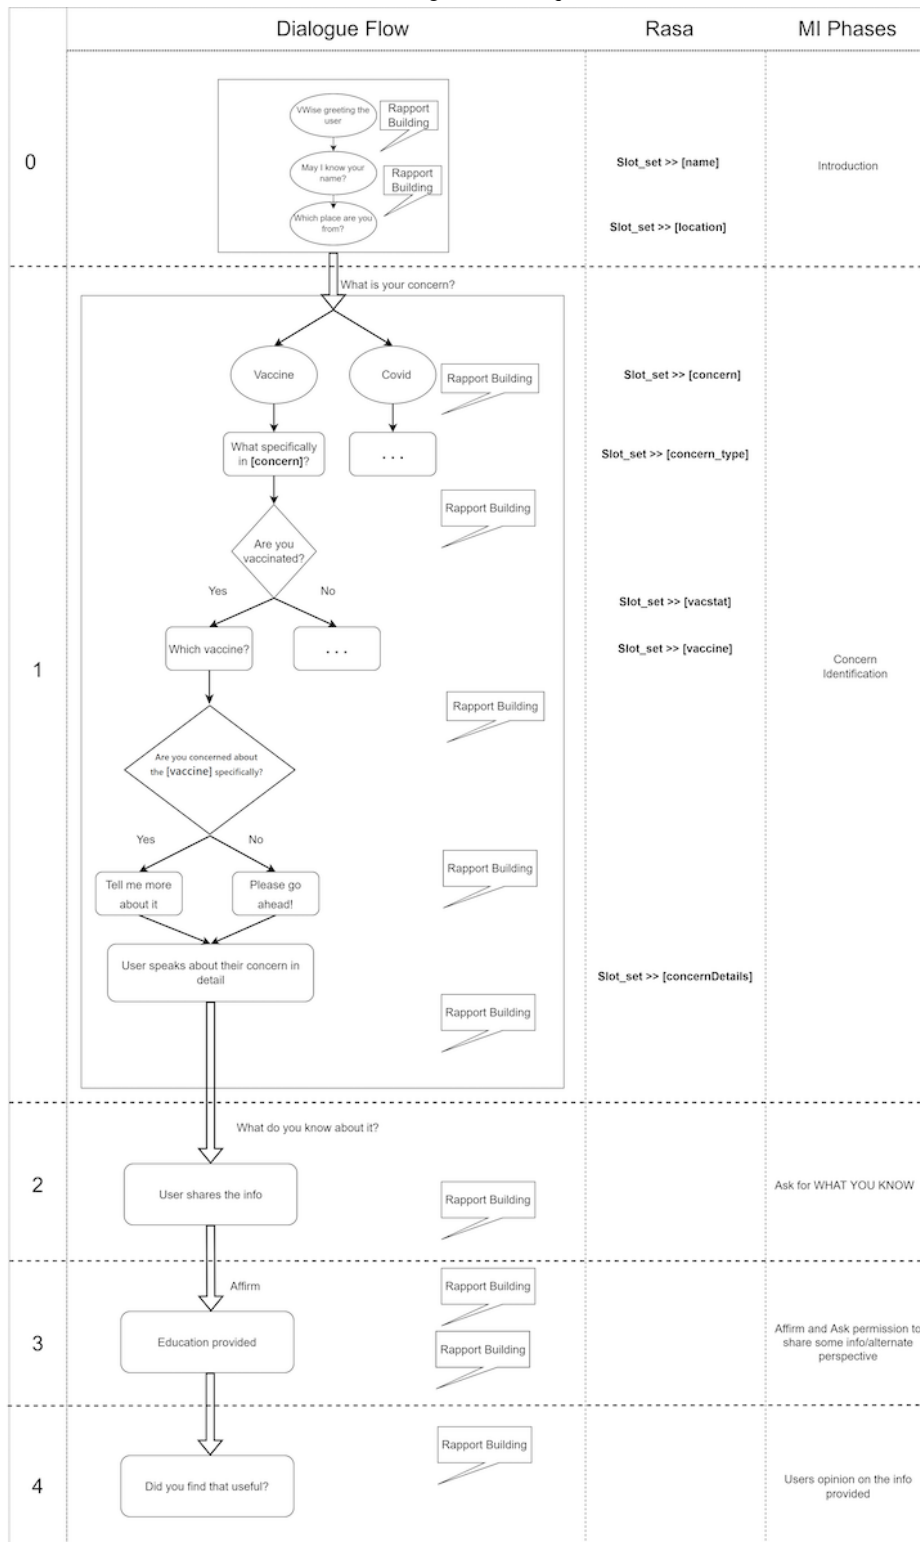 Dialogue Flow
Rasa
MI Phases
0
VWise greeting the
user
Rapport
Building
May I know your
name?
Rapport
Building
Which place are you
from?
Slot_set >> [name]
Slot_set >> [location]
Introduction
What is your concern?
1
Vaccine
Covid
Rapport Building
Slot_set >> [concern]
What specifically
in [concern]?
. . .
Slot_set >> [concern_type]
Rapport Building
Are you
vaccinated?
Yes
No
Slot_set >> [vacstat]
Which vaccine?
. . .
Slot_set >> [vaccine]
Concern
Identification
Rapport Building
Are you concerned about
the [vaccine] specifically?
Yes
No
Rapport Building
Tell me more
about it
Please go
ahead!
User speaks about their concern in
detail
Slot_set >> [concernDetails]
Rapport Building
What do you know about it?
2
User shares the info
Rapport Building
Ask for WHAT YOU KNOW
Affirm
Rapport Building
3
Education provided
Rapport Building
Affirm and Ask permission to
share some info/alternate
perspective
Rapport Building
4
Did you find that useful?
Users opinion on the info
provided